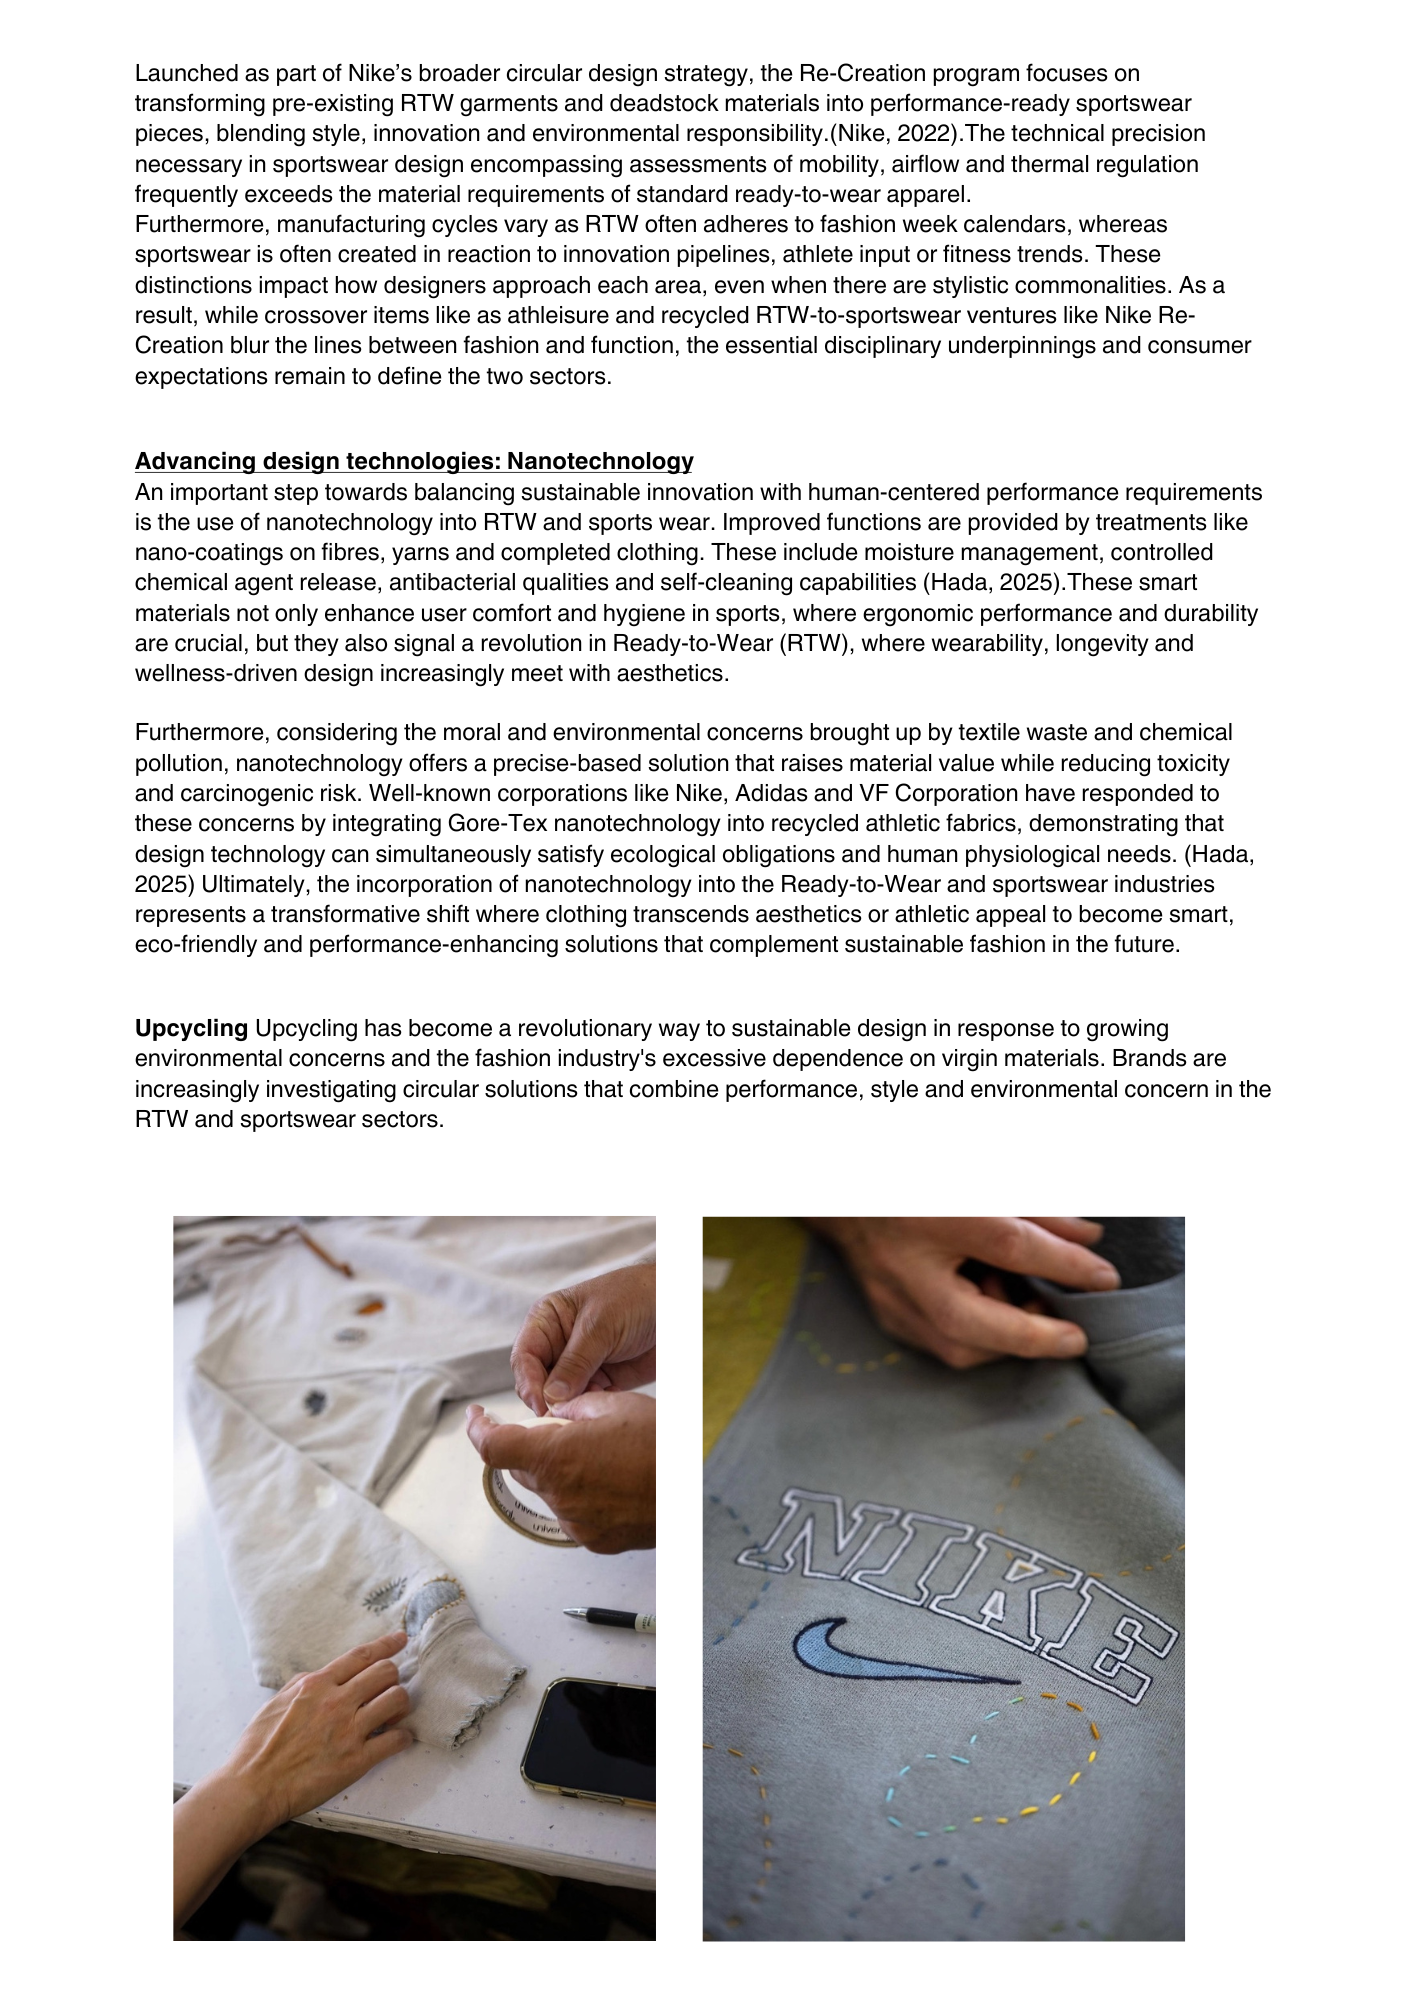 Launched as part of Nike’s broader circular design strategy, the Re-Creation program focuses on
transforming pre-existing RTW garments and deadstock materials into performance-ready sportswear
pieces, blending style, innovation and environmental responsibility.(Nike, 2022).The technical precision
necessary in sportswear design encompassing assessments of mobility, airflow and thermal regulation
frequently exceeds the material requirements of standard ready-to-wear apparel.
Furthermore, manufacturing cycles vary as RTW often adheres to fashion week calendars, whereas
sportswear is often created in reaction to innovation pipelines, athlete input or fitness trends. These
distinctions impact how designers approach each area, even when there are stylistic commonalities. As a
result, while crossover items like as athleisure and recycled RTW-to-sportswear ventures like Nike Re-
Creation blur the lines between fashion and function, the essential disciplinary underpinnings and consumer
expectations remain to define the two sectors.
Advancing design technologies: Nanotechnology
An important step towards balancing sustainable innovation with human-centered performance requirements
is the use of nanotechnology into RTW and sports wear. Improved functions are provided by treatments like
nano-coatings on fibres, yarns and completed clothing. These include moisture management, controlled
chemical agent release, antibacterial qualities and self-cleaning capabilities (Hada, 2025).These smart
materials not only enhance user comfort and hygiene in sports, where ergonomic performance and durability
are crucial, but they also signal a revolution in Ready-to-Wear (RTW), where wearability, longevity and
wellness-driven design increasingly meet with aesthetics.
Furthermore, considering the moral and environmental concerns brought up by textile waste and chemical
pollution, nanotechnology offers a precise-based solution that raises material value while reducing toxicity
and carcinogenic risk. Well-known corporations like Nike, Adidas and VF Corporation have responded to
these concerns by integrating Gore-Tex nanotechnology into recycled athletic fabrics, demonstrating that
design technology can simultaneously satisfy ecological obligations and human physiological needs. (Hada,
2025) Ultimately, the incorporation of nanotechnology into the Ready-to-Wear and sportswear industries
represents a transformative shift where clothing transcends aesthetics or athletic appeal to become smart,
eco-friendly and performance-enhancing solutions that complement sustainable fashion in the future.
Upcycling Upcycling has become a revolutionary way to sustainable design in response to growing
environmental concerns and the fashion industry's excessive dependence on virgin materials. Brands are
increasingly investigating circular solutions that combine performance, style and environmental concern in the
RTW and sportswear sectors.
NIKE